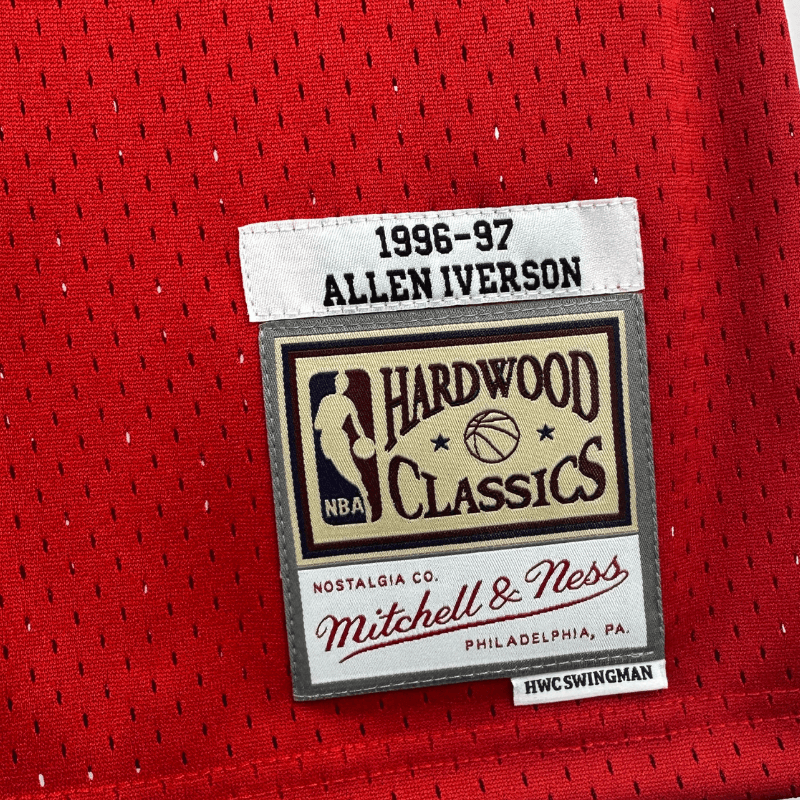 1996-97
ALLEN IVERSON
HARDWOOD
CLASSICS
NBA
NOSTALGIA CO.
Mitchell & Ness
PHILADELPHIA, PA.
HWC SWINGMAN